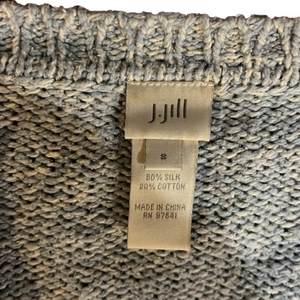 J.Jill
S
80% SILK
20% COTTON
MADE IN CHINA
RN 97641